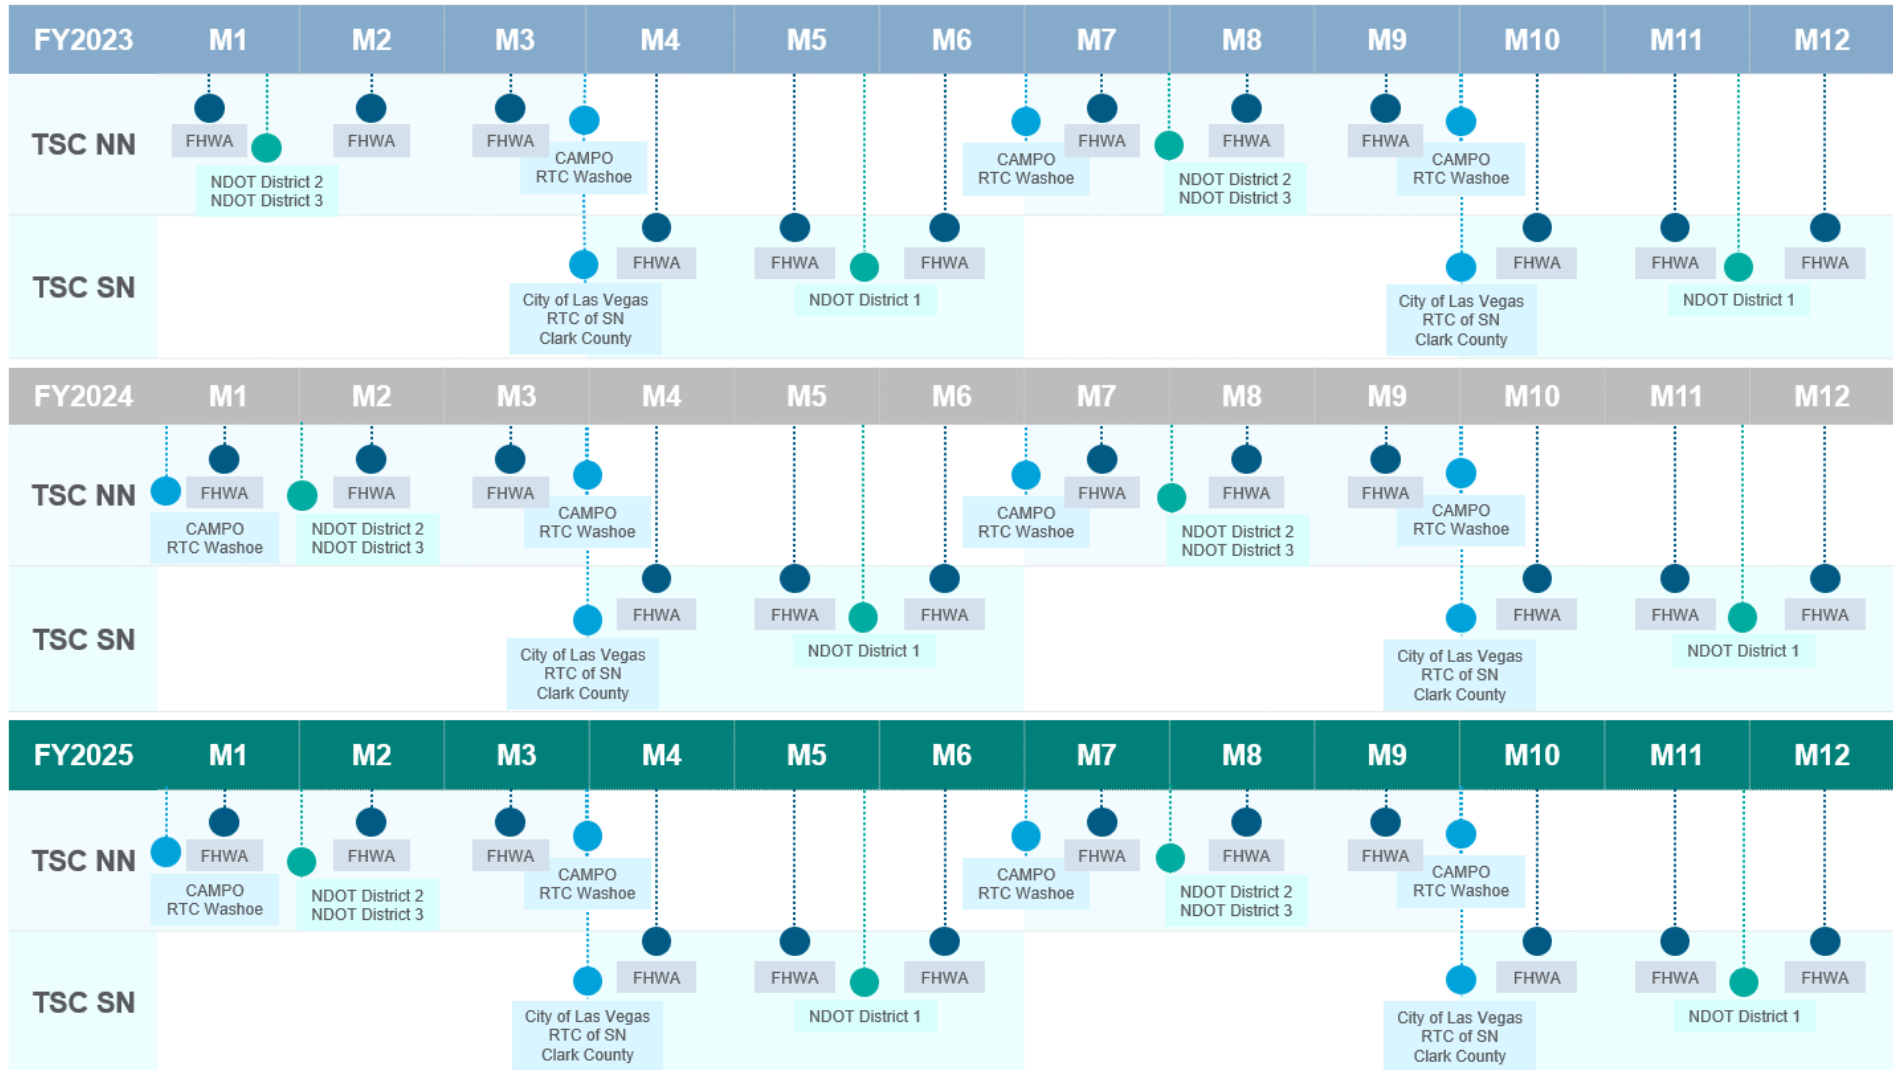 FY2023 M1 M2 M3 M4 M5 M6 M7 M8 M9 M10 M11 M12
TSC NN
FHWA
NDOT District 2
NDOT District 3
FHWA
FHWA
CAMPO
RTC Washoe
CAMPO
RTC Washoe
FHWA
NDOT District 2
NDOT District 3
FHWA
FHWA
CAMPO
RTC Washoe
TSC SN
City of Las Vegas
RTC of SN
Clark County
FHWA
FHWA
NDOT District 1
FHWA
City of Las Vegas
RTC of SN
Clark County
FHWA
FHWA
NDOT District 1
FHWA
FY2024 M1 M2 M3 M4 M5 M6 M7 M8 M9 M10 M11 M12
TSC NN
CAMPO
RTC Washoe
FHWA
NDOT District 2
NDOT District 3
FHWA
FHWA
CAMPO
RTC Washoe
CAMPO
RTC Washoe
FHWA
NDOT District 2
NDOT District 3
FHWA
FHWA
CAMPO
RTC Washoe
TSC SN
City of Las Vegas
RTC of SN
Clark County
FHWA
FHWA
NDOT District 1
FHWA
City of Las Vegas
RTC of SN
Clark County
FHWA
FHWA
NDOT District 1
FHWA
FY2025 M1 M2 M3 M4 M5 M6 M7 M8 M9 M10 M11 M12
TSC NN
CAMPO
RTC Washoe
FHWA
NDOT District 2
NDOT District 3
FHWA
FHWA
CAMPO
RTC Washoe
CAMPO
RTC Washoe
FHWA
NDOT District 2
NDOT District 3
FHWA
FHWA
CAMPO
RTC Washoe
TSC SN
City of Las Vegas
RTC of SN
Clark County
FHWA
FHWA
NDOT District 1
FHWA
City of Las Vegas
RTC of SN
Clark County
FHWA
FHWA
NDOT District 1
FHWA